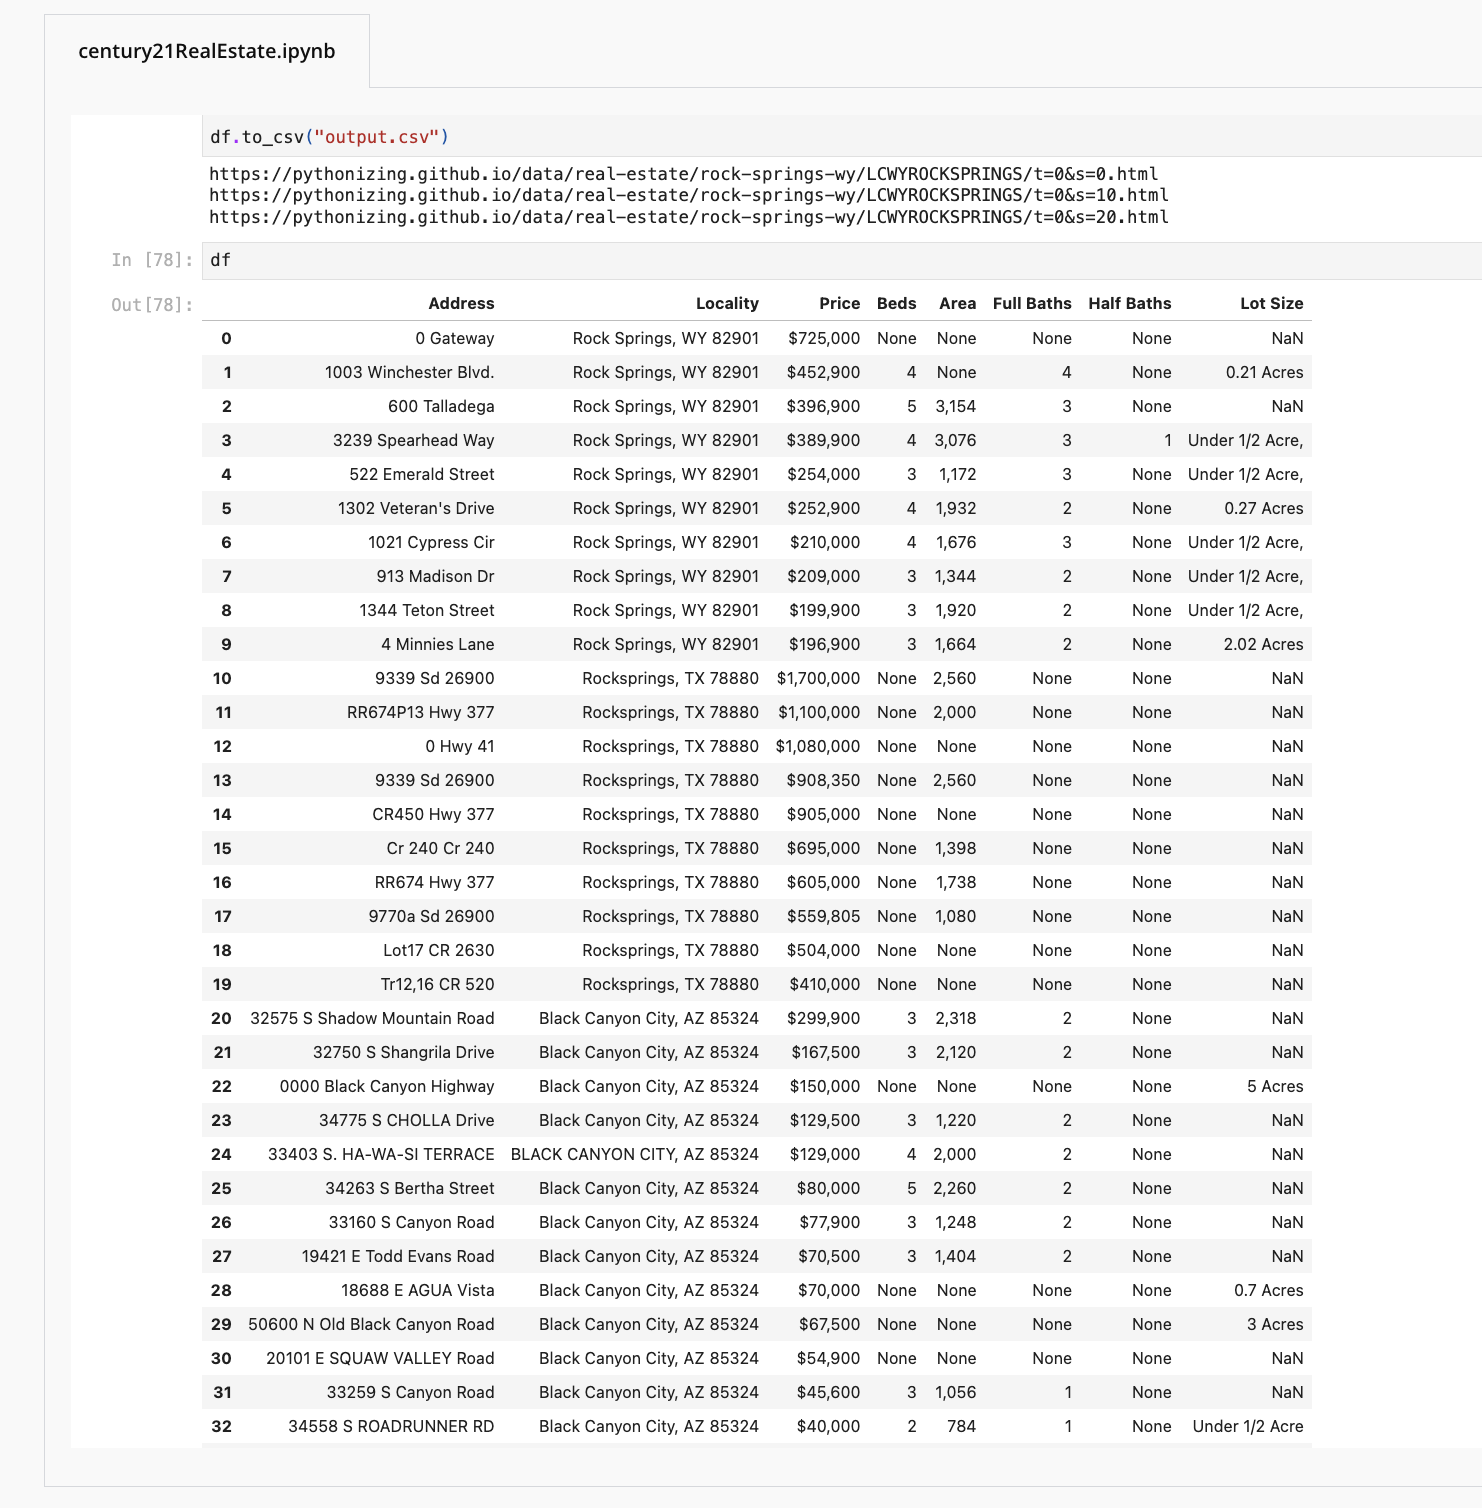 century21RealEstate.ipynb
df.to_csv("output.csv")
https://pythonizing.github.io/data/real-estate/rock-springs-wy/LCWYROCKSPRINGS/t=0&s=0.html
https://pythonizing.github.io/data/real-estate/rock-springs-wy/LCWYROCKSPRINGS/t=0&s=10.html
https://pythonizing.github.io/data/real-estate/rock-springs-wy/LCWYROCKSPRINGS/t=0&s=20.html
In [78]: df
Out[78]: Address Locality Price Beds Area Full Baths Half Baths Lot Size
0 0 Gateway Rock Springs, WY 82901 $725,000 None None None None NaN
1 1003 Winchester Blvd. Rock Springs, WY 82901 $452,900 4 None 4 None 0.21 Acres
2 600 Talladega Rock Springs, WY 82901 $396,900 5 3,154 3 None NaN
3 3239 Spearhead Way Rock Springs, WY 82901 $389,900 4 3,076 3 1 Under 1/2 Acre,
4 522 Emerald Street Rock Springs, WY 82901 $254,000 3 1,172 3 None Under 1/2 Acre,
5 1302 Veteran's Drive Rock Springs, WY 82901 $252,900 4 1,932 2 None 0.27 Acres
6 1021 Cypress Cir Rock Springs, WY 82901 $210,000 4 1,676 3 None Under 1/2 Acre,
7 913 Madison Dr Rock Springs, WY 82901 $209,000 3 1,344 2 None Under 1/2 Acre,
8 1344 Teton Street Rock Springs, WY 82901 $199,900 3 1,920 2 None Under 1/2 Acre,
9 4 Minnies Lane Rock Springs, WY 82901 $196,900 3 1,664 2 None 2.02 Acres
10 9339 Sd 26900 Rocksprings, TX 78880 $1,700,000 None 2,560 None None NaN
11 RR674P13 Hwy 377 Rocksprings, TX 78880 $1,100,000 None 2,000 None None NaN
12 0 Hwy 41 Rocksprings, TX 78880 $1,080,000 None None None None NaN
13 9339 Sd 26900 Rocksprings, TX 78880 $908,350 None 2,560 None None NaN
14 CR450 Hwy 377 Rocksprings, TX 78880 $905,000 None None None None NaN
15 Cr 240 Cr 240 Rocksprings, TX 78880 $695,000 None 1,398 None None NaN
16 RR674 Hwy 377 Rocksprings, TX 78880 $605,000 None 1,738 None None NaN
17 9770a Sd 26900 Rocksprings, TX 78880 $559,805 None 1,080 None None NaN
18 Lot17 CR 2630 Rocksprings, TX 78880 $504,000 None None None None NaN
19 Tr12,16 CR 520 Rocksprings, TX 78880 $410,000 None None None None NaN
20 32575 S Shadow Mountain Road Black Canyon City, AZ 85324 $299,900 3 2,318 2 None NaN
21 32750 S Shangrila Drive Black Canyon City, AZ 85324 $167,500 3 2,120 2 None NaN
22 0000 Black Canyon Highway Black Canyon City, AZ 85324 $150,000 None None None None 5 Acres
23 34775 S CHOLLA Drive Black Canyon City, AZ 85324 $129,500 3 1,220 2 None NaN
24 33403 S. HA-WA-SI TERRACE BLACK CANYON CITY, AZ 85324 $129,000 4 2,000 2 None NaN
25 34263 S Bertha Street Black Canyon City, AZ 85324 $80,000 5 2,260 2 None NaN
26 33160 S Canyon Road Black Canyon City, AZ 85324 $77,900 3 1,248 2 None NaN
27 19421 E Todd Evans Road Black Canyon City, AZ 85324 $70,500 3 1,404 2 None NaN
28 18688 E AGUA Vista Black Canyon City, AZ 85324 $70,000 None None None None 0.7 Acres
29 50600 N Old Black Canyon Road Black Canyon City, AZ 85324 $67,500 None None None None 3 Acres
30 20101 E SQUAW VALLEY Road Black Canyon City, AZ 85324 $54,900 None None None None NaN
31 33259 S Canyon Road Black Canyon City, AZ 85324 $45,600 3 1,056 1 None NaN
32 34558 S ROADRUNNER RD Black Canyon City, AZ 85324 $40,000 2 784 1 None Under 1/2 Acre